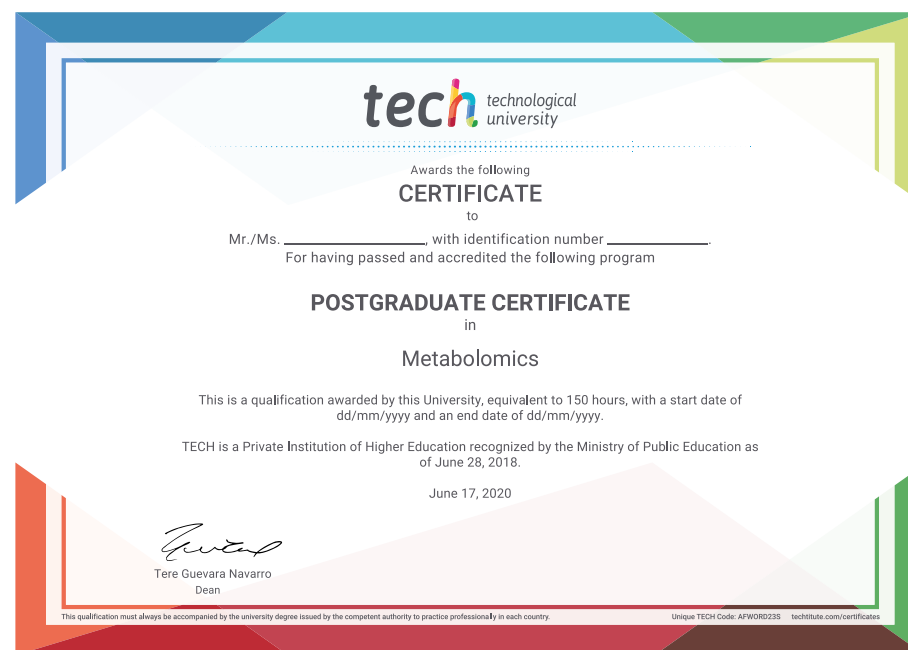 tech technological
university
Awards the following
CERTIFICATE
to
Mr./Ms. ____________, with identification number ____________.
For having passed and accredited the following program
POSTGRADUATE CERTIFICATE
in
Metabolomics
This is a qualification awarded by this University, equivalent to 150 hours, with a start date of
dd/mm/yyyy and an end date of dd/mm/yyyy.
TECH is a Private Institution of Higher Education recognized by the Ministry of Public Education as
of June 28, 2018.
June 17, 2020
Tere Guevara Navarro
Dean
This qualification must always be accompanied by the university degree issued by the competent authority to practice professionally in each country.
Unique TECH Code: AFWORD23S techtitute.com/certificates